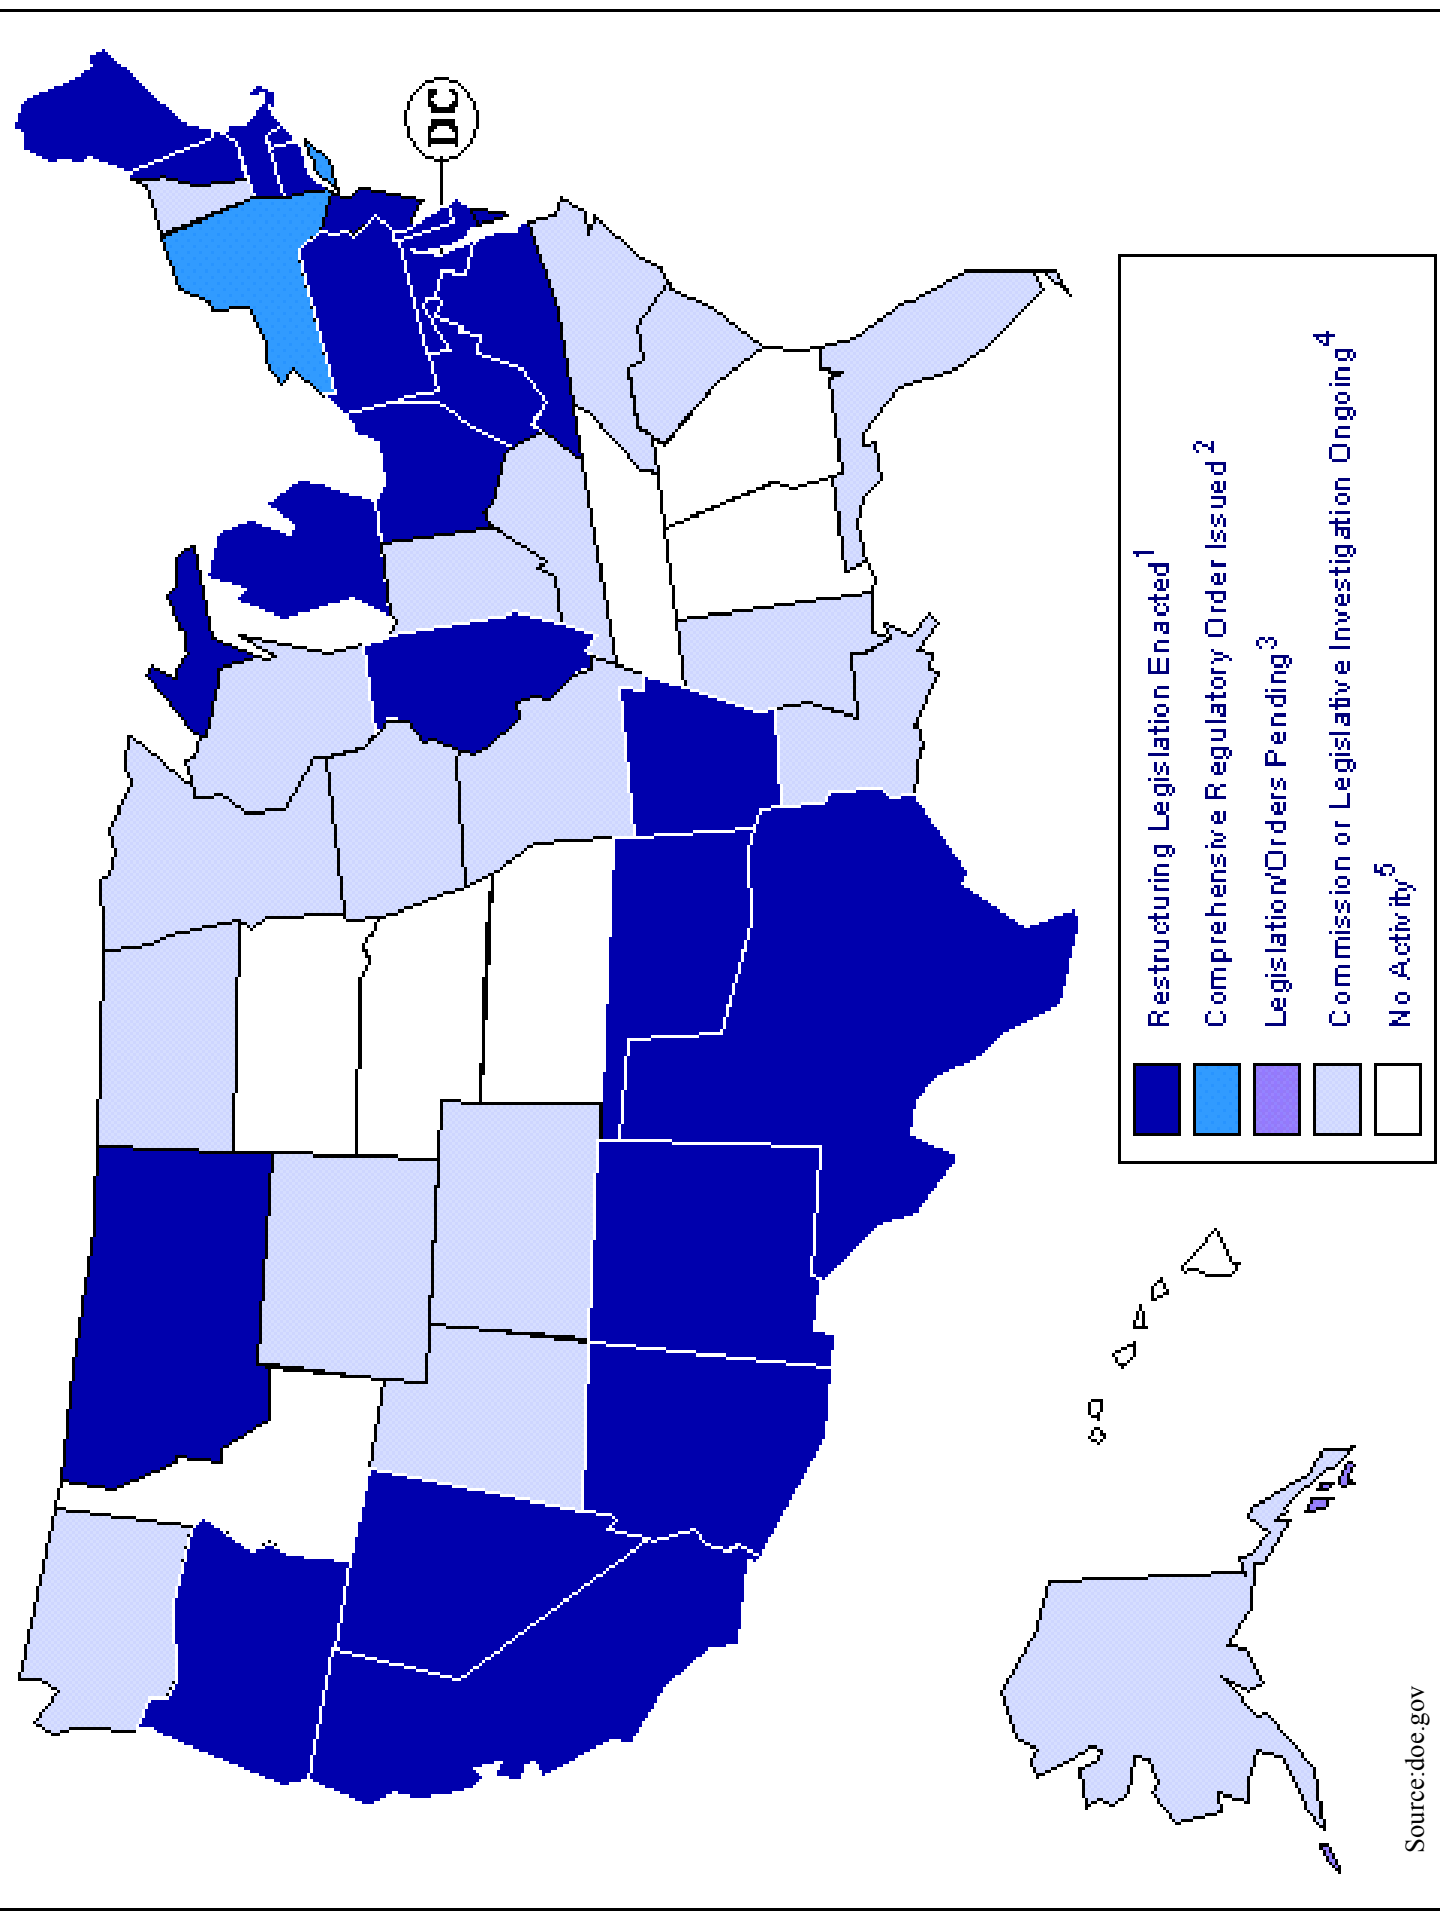 DC
Restructuring Legislation Enacted1
Comprehensive Regulatory Order Issued2
Legislation/Orders Pending3
Commission or Legislative Investigation Ongoing4
No Activity5
Source:doe.gov